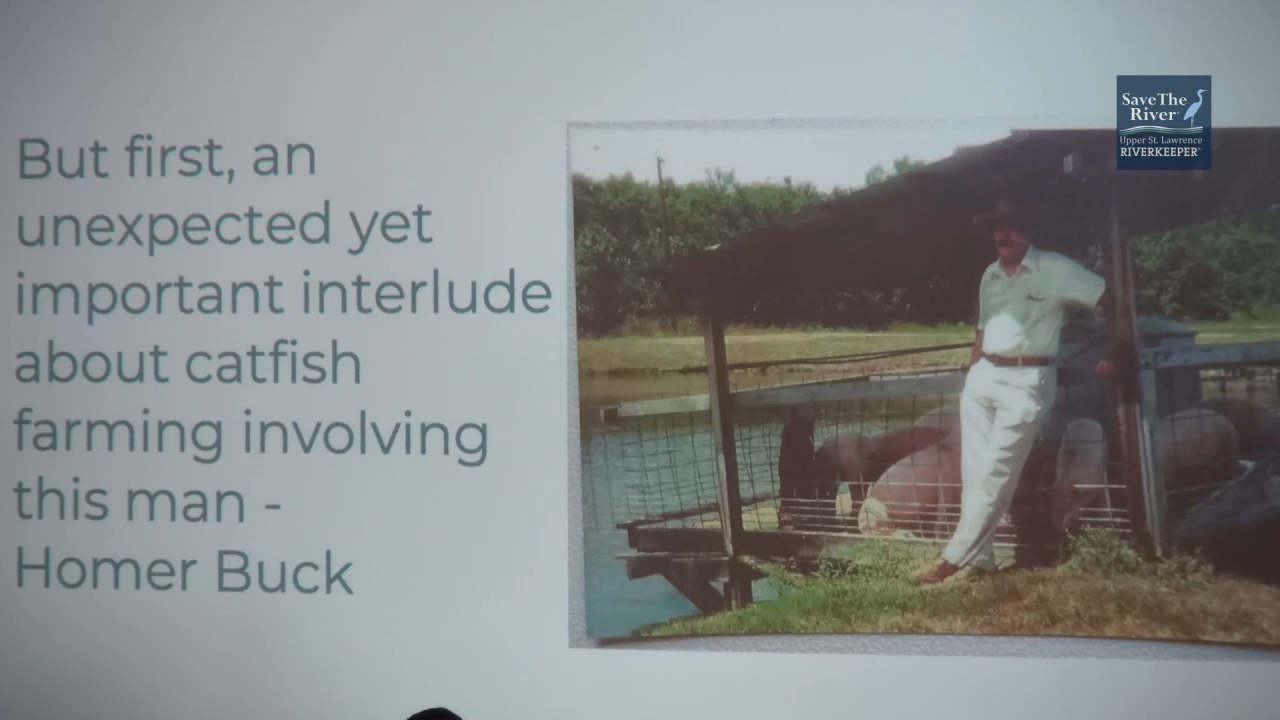 But first, an
unexpected yet
important interlude
about catfish
farming involving
this man -
Homer Buck
Save The
River
Upper St. Lawrence
RIVERKEEPER